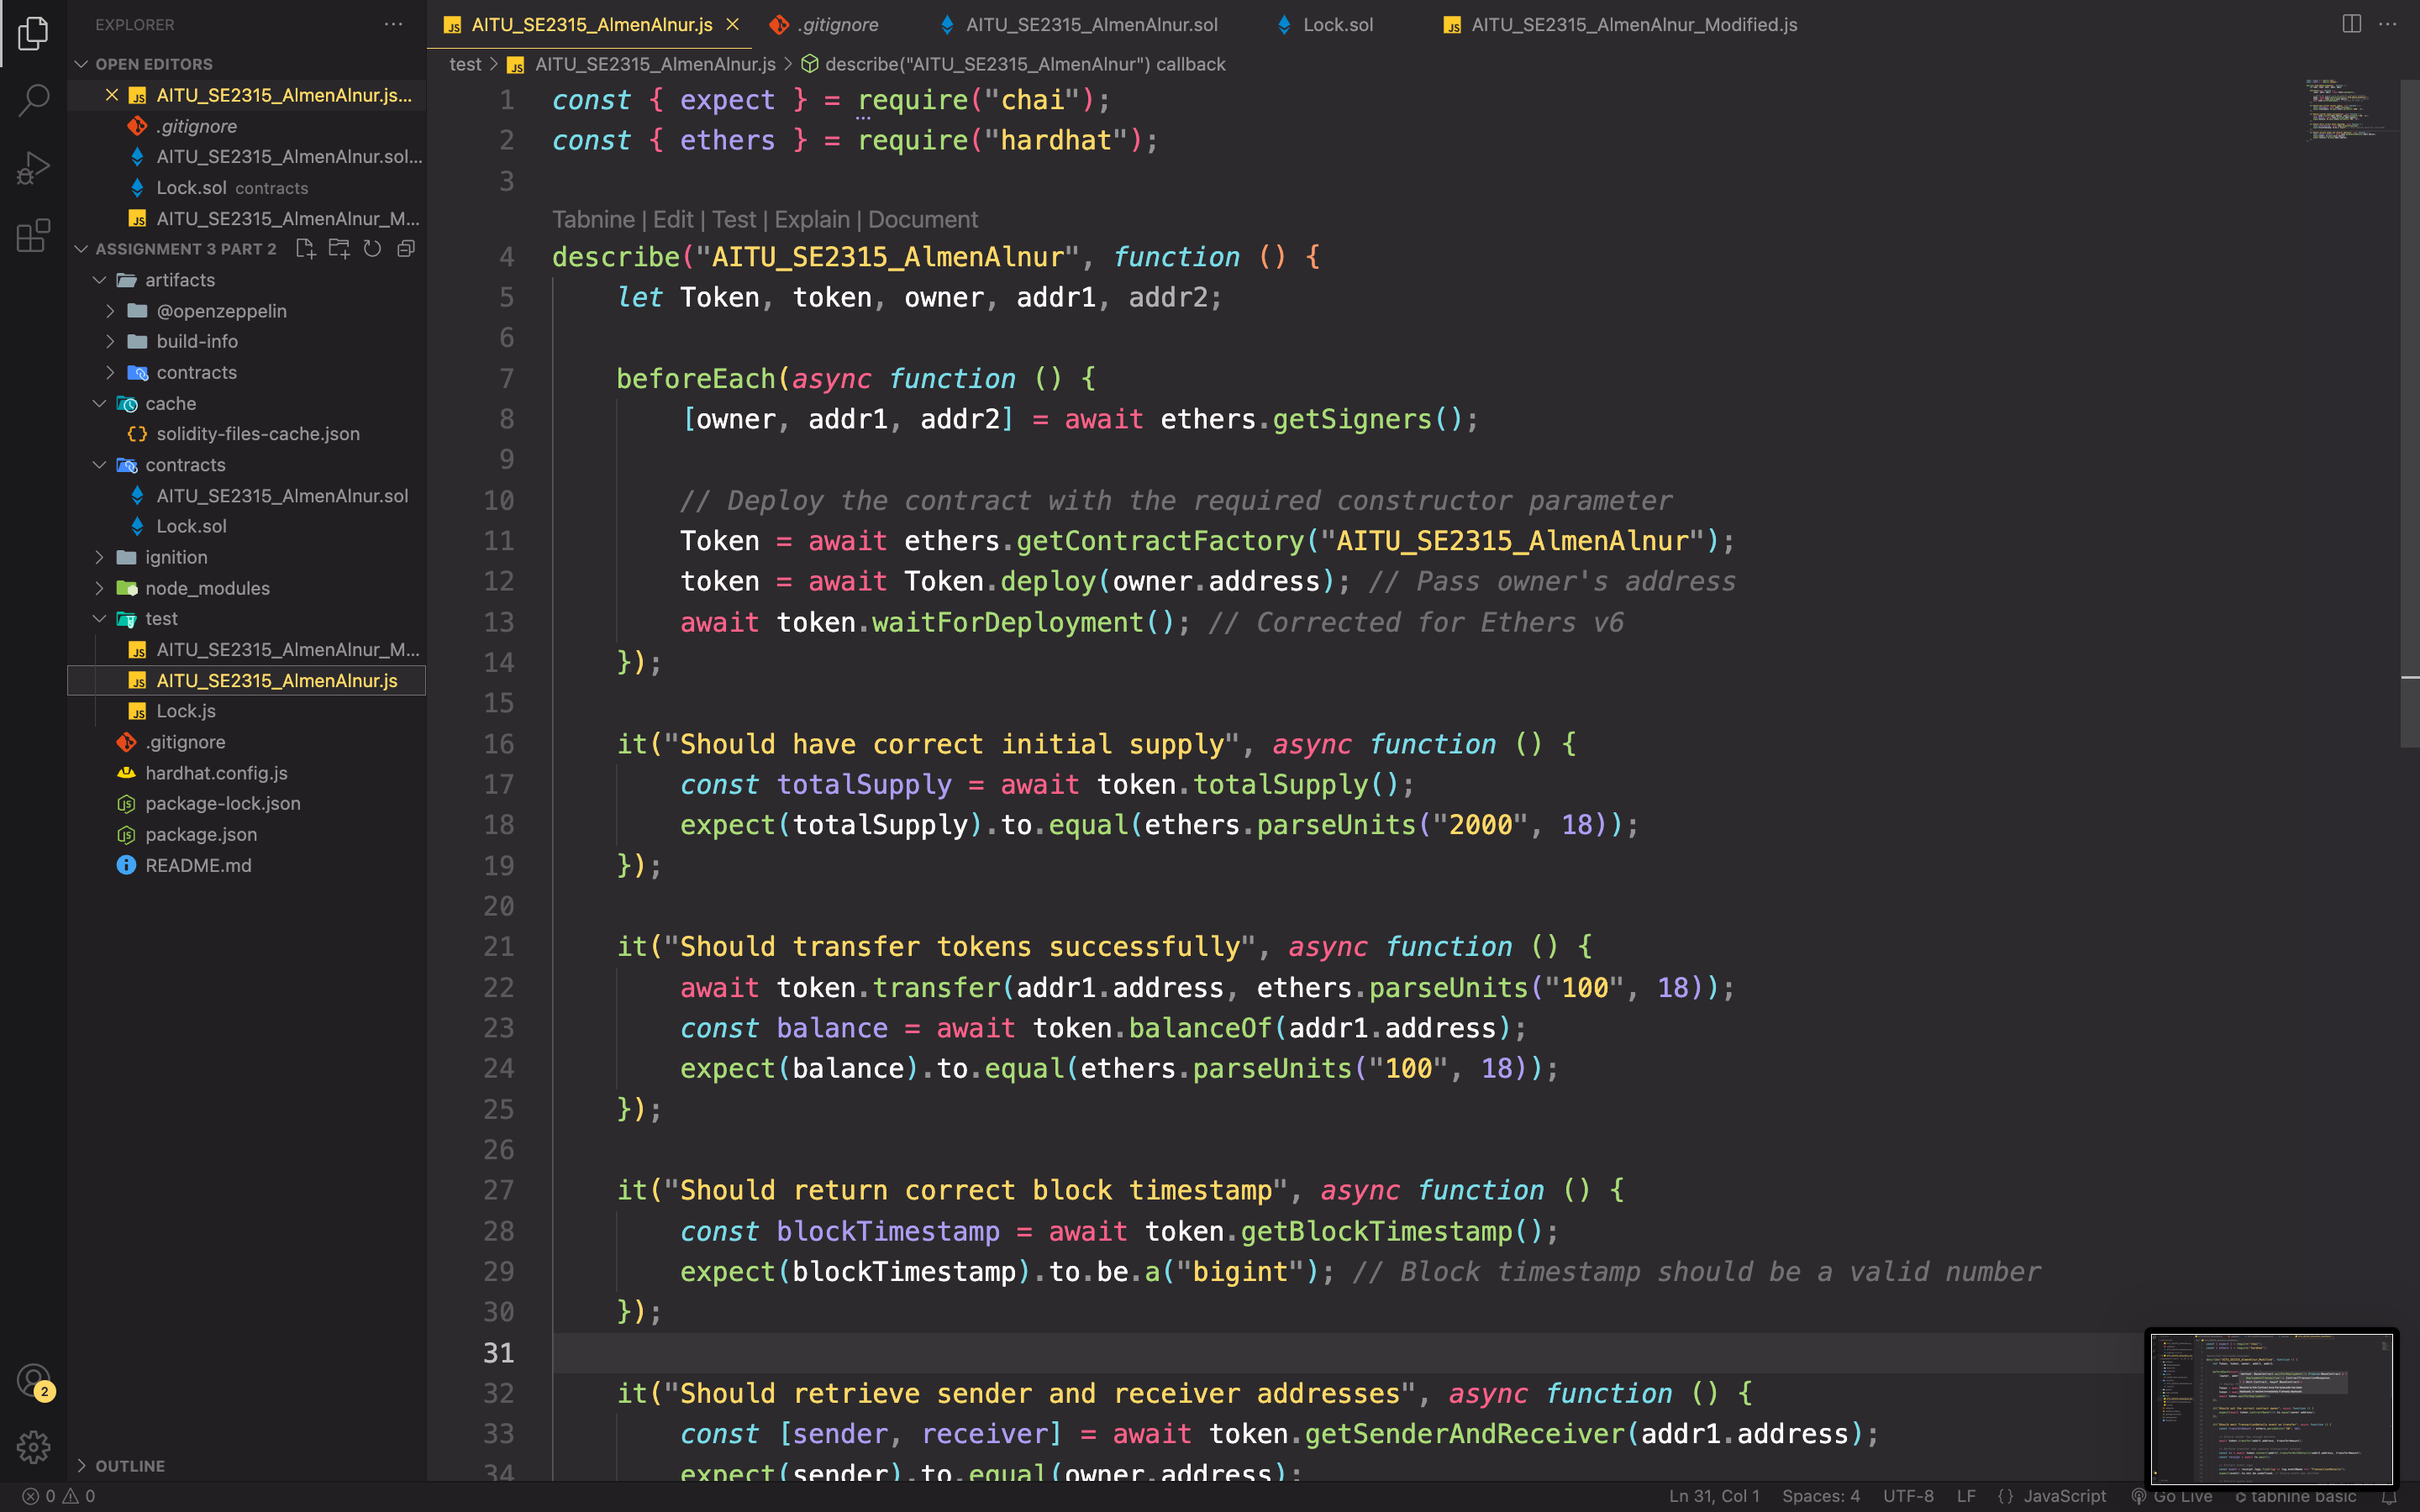 EXPLORER
OPEN EDITORS
AITU_SE2315_AlmenAlnur.js...
.gitignore
AITU_SE2315_AlmenAlnur.sol...
Lock.sol contracts
AITU_SE2315_AlmenAlnur_M...
ASSIGNMENT 3 PART 2
artifacts
@openzeppelin
build-info
contracts
cache
solidity-files-cache.json
contracts
AITU_SE2315_AlmenAlnur.sol
Lock.sol
ignition
node_modules
test
AITU_SE2315_AlmenAlnur_M...
AITU_SE2315_AlmenAlnur.js
Lock.js
.gitignore
hardhat.config.js
package-lock.json
package.json
README.md
OUTLINE
2
AITU_SE2315_AlmenAlnur.js .gitignore AITU_SE2315_AlmenAlnur.sol Lock.sol AITU_SE2315_AlmenAlnur_Modified.js
test > AITU_SE2315_AlmenAlnur.js > describe("AITU_SE2315_AlmenAlnur") callback
1 const { expect } = require("chai");
2 const { ethers } = require("hardhat");
3
Tabnine | Edit | Test | Explain | Document
4 describe("AITU_SE2315_AlmenAlnur", function () {
5 let Token, token, owner, addr1, addr2;
6
7 beforeEach(async function () {
8 [owner, addr1, addr2] = await ethers.getSigners();
9
10 // Deploy the contract with the required constructor parameter
11 Token = await ethers.getContractFactory("AITU_SE2315_AlmenAlnur");
12 token = await Token.deploy(owner.address); // Pass owner's address
13 await token.waitForDeployment(); // Corrected for Ethers v6
14 });
15
16 it("Should have correct initial supply", async function () {
17 const totalSupply = await token.totalSupply();
18 expect(totalSupply).to.equal(ethers.parseUnits("2000", 18));
19 });
20
21 it("Should transfer tokens successfully", async function () {
22 await token.transfer(addr1.address, ethers.parseUnits("100", 18));
23 const balance = await token.balanceOf(addr1.address);
24 expect(balance).to.equal(ethers.parseUnits("100", 18));
25 });
26
27 it("Should return correct block timestamp", async function () {
28 const blockTimestamp = await token.getBlockTimestamp();
29 expect(blockTimestamp).to.be.a("bigint"); // Block timestamp should be a valid number
30 });
31
32 it("Should retrieve sender and receiver addresses", async function () {
33 const [sender, receiver] = await token.getSenderAndReceiver(addr1.address);
34 expect(sender).to.equal(owner.address);
0 0 Ln 31, Col 1 Spaces: 4 UTF-8 LF {} JavaScript Go Live tabnine basic